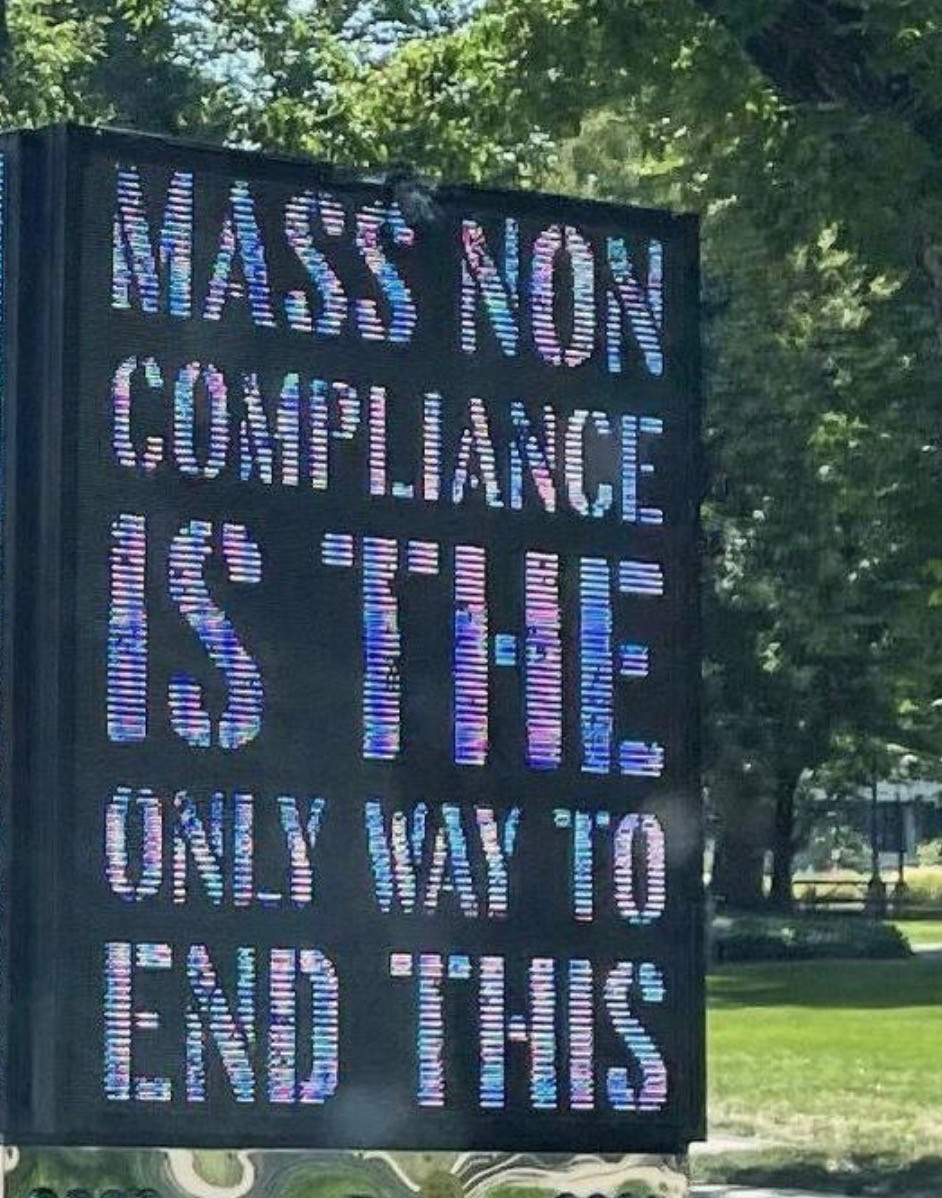 MASS NON
COMPLIANCE
IS THE
ONLY WAY TO
END THIS